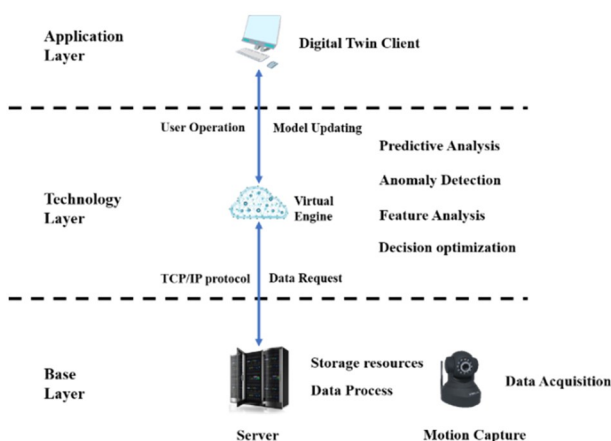 Application
Layer
Digital Twin Client
User Operation
Model Updating
Predictive Analysis
Anomaly Detection
Technology
Layer
Virtual
Engine
Feature Analysis
Decision optimization
TCP/IP protocol
Data Request
Base
Layer
Storage resources
Data Process
Data Acquisition
Server
Motion Capture